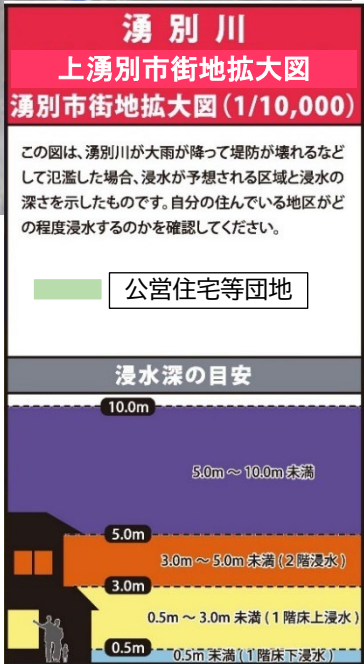 湧別川
上湧別市街地拡大図
湧別市街地拡大図(1/10,000)
この図は、湧別川が大雨が降って堤防が壊れるなど
して氾濫した場合、浸水が予想される区域と浸水の
深さを示したものです。自分の住んでいる地区がど
の程度浸水するのかを確認してください。
公営住宅等団地
浸水深の目安
10.0m
5.0m ~ 10.0m 未満
5.0m
3.0m ~ 5.0m 未満(2階浸水)
3.0m
0.5m ~ 3.0m 未満(1階床上浸水)
0.5m
0.5m 未満(1階床下浸水)